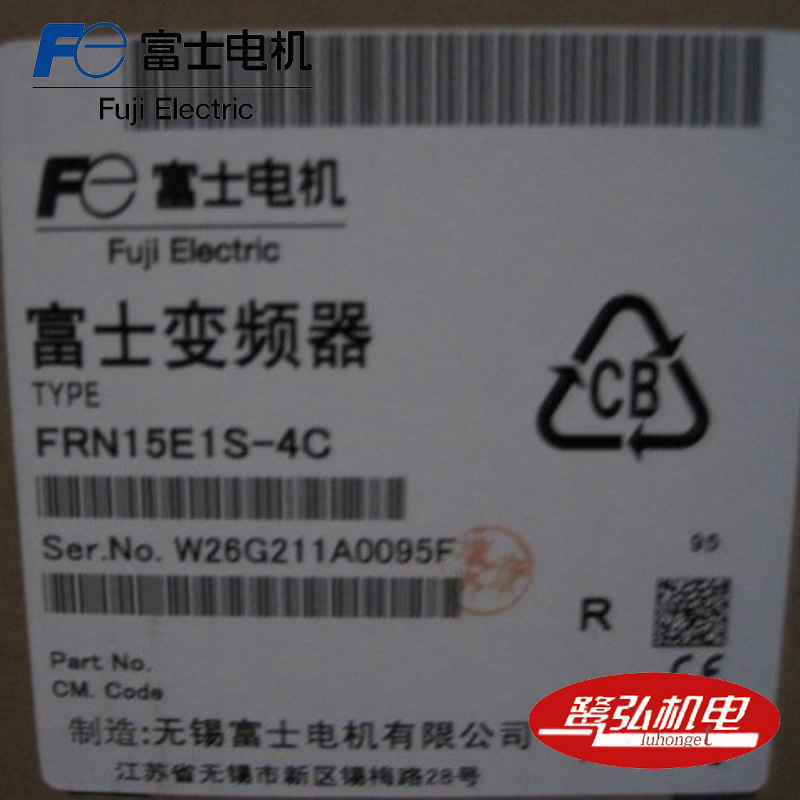 Fe 富士电机
Fuji Electric
Fe 富士电机
Fuji Electric
富士变频器
TYPE
FRN15E1S-4C
CB
Ser.No. W26G211A0095F
95
R
Part No.
CM. Code
CE
制造:无锡富士电机有限公司
江苏省无锡市新区锡梅路28号
鹭弘机电
luhonget